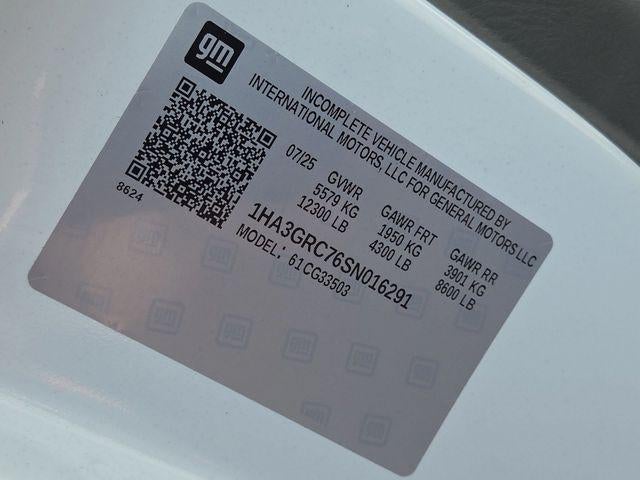 gm
INCOMPLETE VEHICLE MANUFACTURED BY
INTERNATIONAL MOTORS, LLC FOR GENERAL MOTORS LLC
07/25 GVWR GAWR FRT GAWR RR
5579 KG 1950 KG 3901 KG
12300 LB 4300 LB 8600 LB
1HA3GRC76SN016291
MODEL: 61CG33503
8624